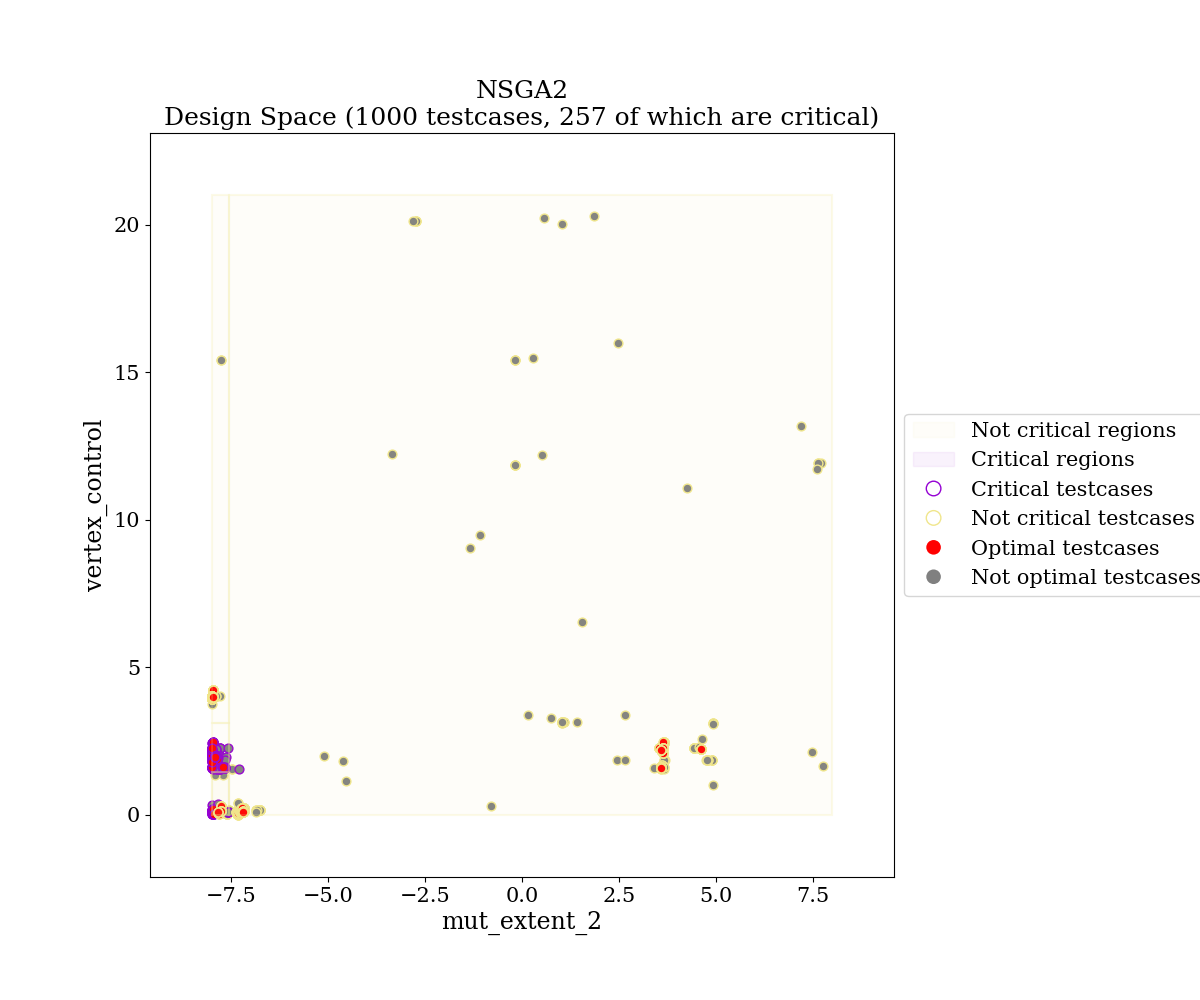 NSGA2
Design Space (1000 testcases, 257 of which are critical)
vertex_control
20
15
10
5
0
−7.5
−5.0
−2.5
0.0
2.5
5.0
7.5
mut_extent_2
Not critical regions
Critical regions
Critical testcases
Not critical testcases
Optimal testcases
Not optimal testcases